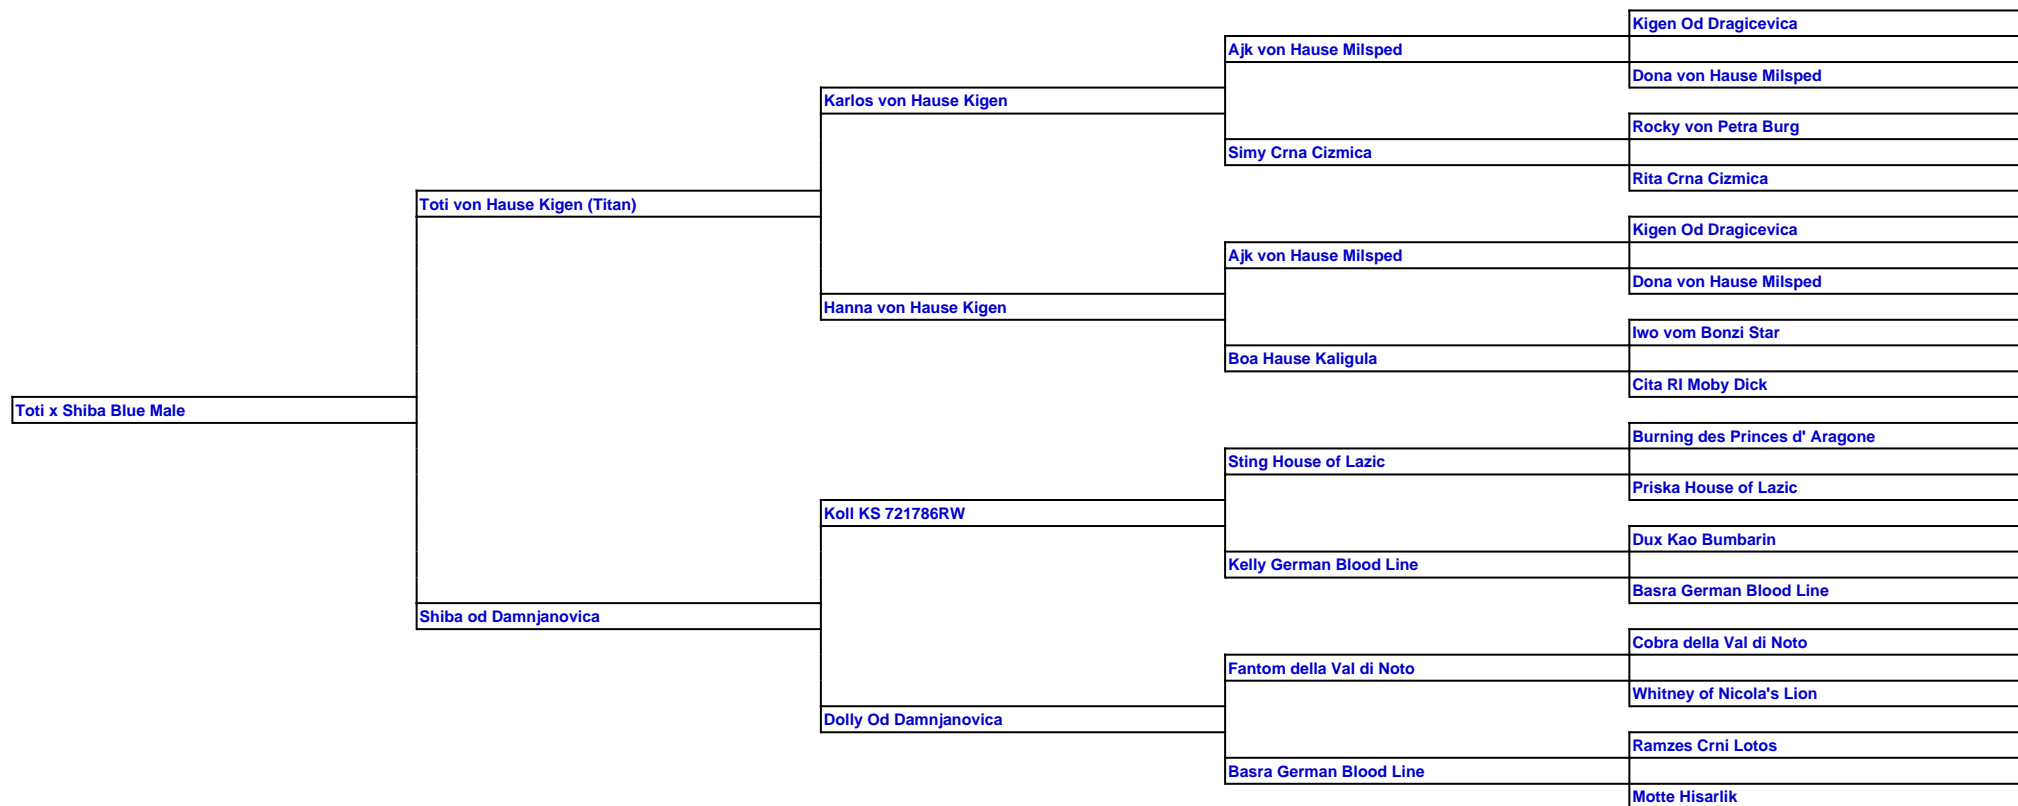 Kigen Od Dragicevica
Ajk von Hause Milsped
Dona von Hause Milsped
Karlos von Hause Kigen
Rocky von Petra Burg
Simy Crna Cizmica
Rita Crna Cizmica
Toti von Hause Kigen (Titan)
Kigen Od Dragicevica
Ajk von Hause Milsped
Dona von Hause Milsped
Hanna von Hause Kigen
Iwo vom Bonzi Star
Boa Hause Kaligula
Cita RI Moby Dick
Toti x Shiba Blue Male
Burning des Princes d' Aragone
Sting House of Lazic
Priska House of Lazic
Koll KS 721786RW
Dux Kao Bumbarin
Kelly German Blood Line
Basra German Blood Line
Shiba od Damnjanovica
Cobra della Val di Noto
Fantom della Val di Noto
Whitney of Nicola's Lion
Dolly Od Damnjanovica
Ramzes Crni Lotos
Basra German Blood Line
Motte Hisarlik